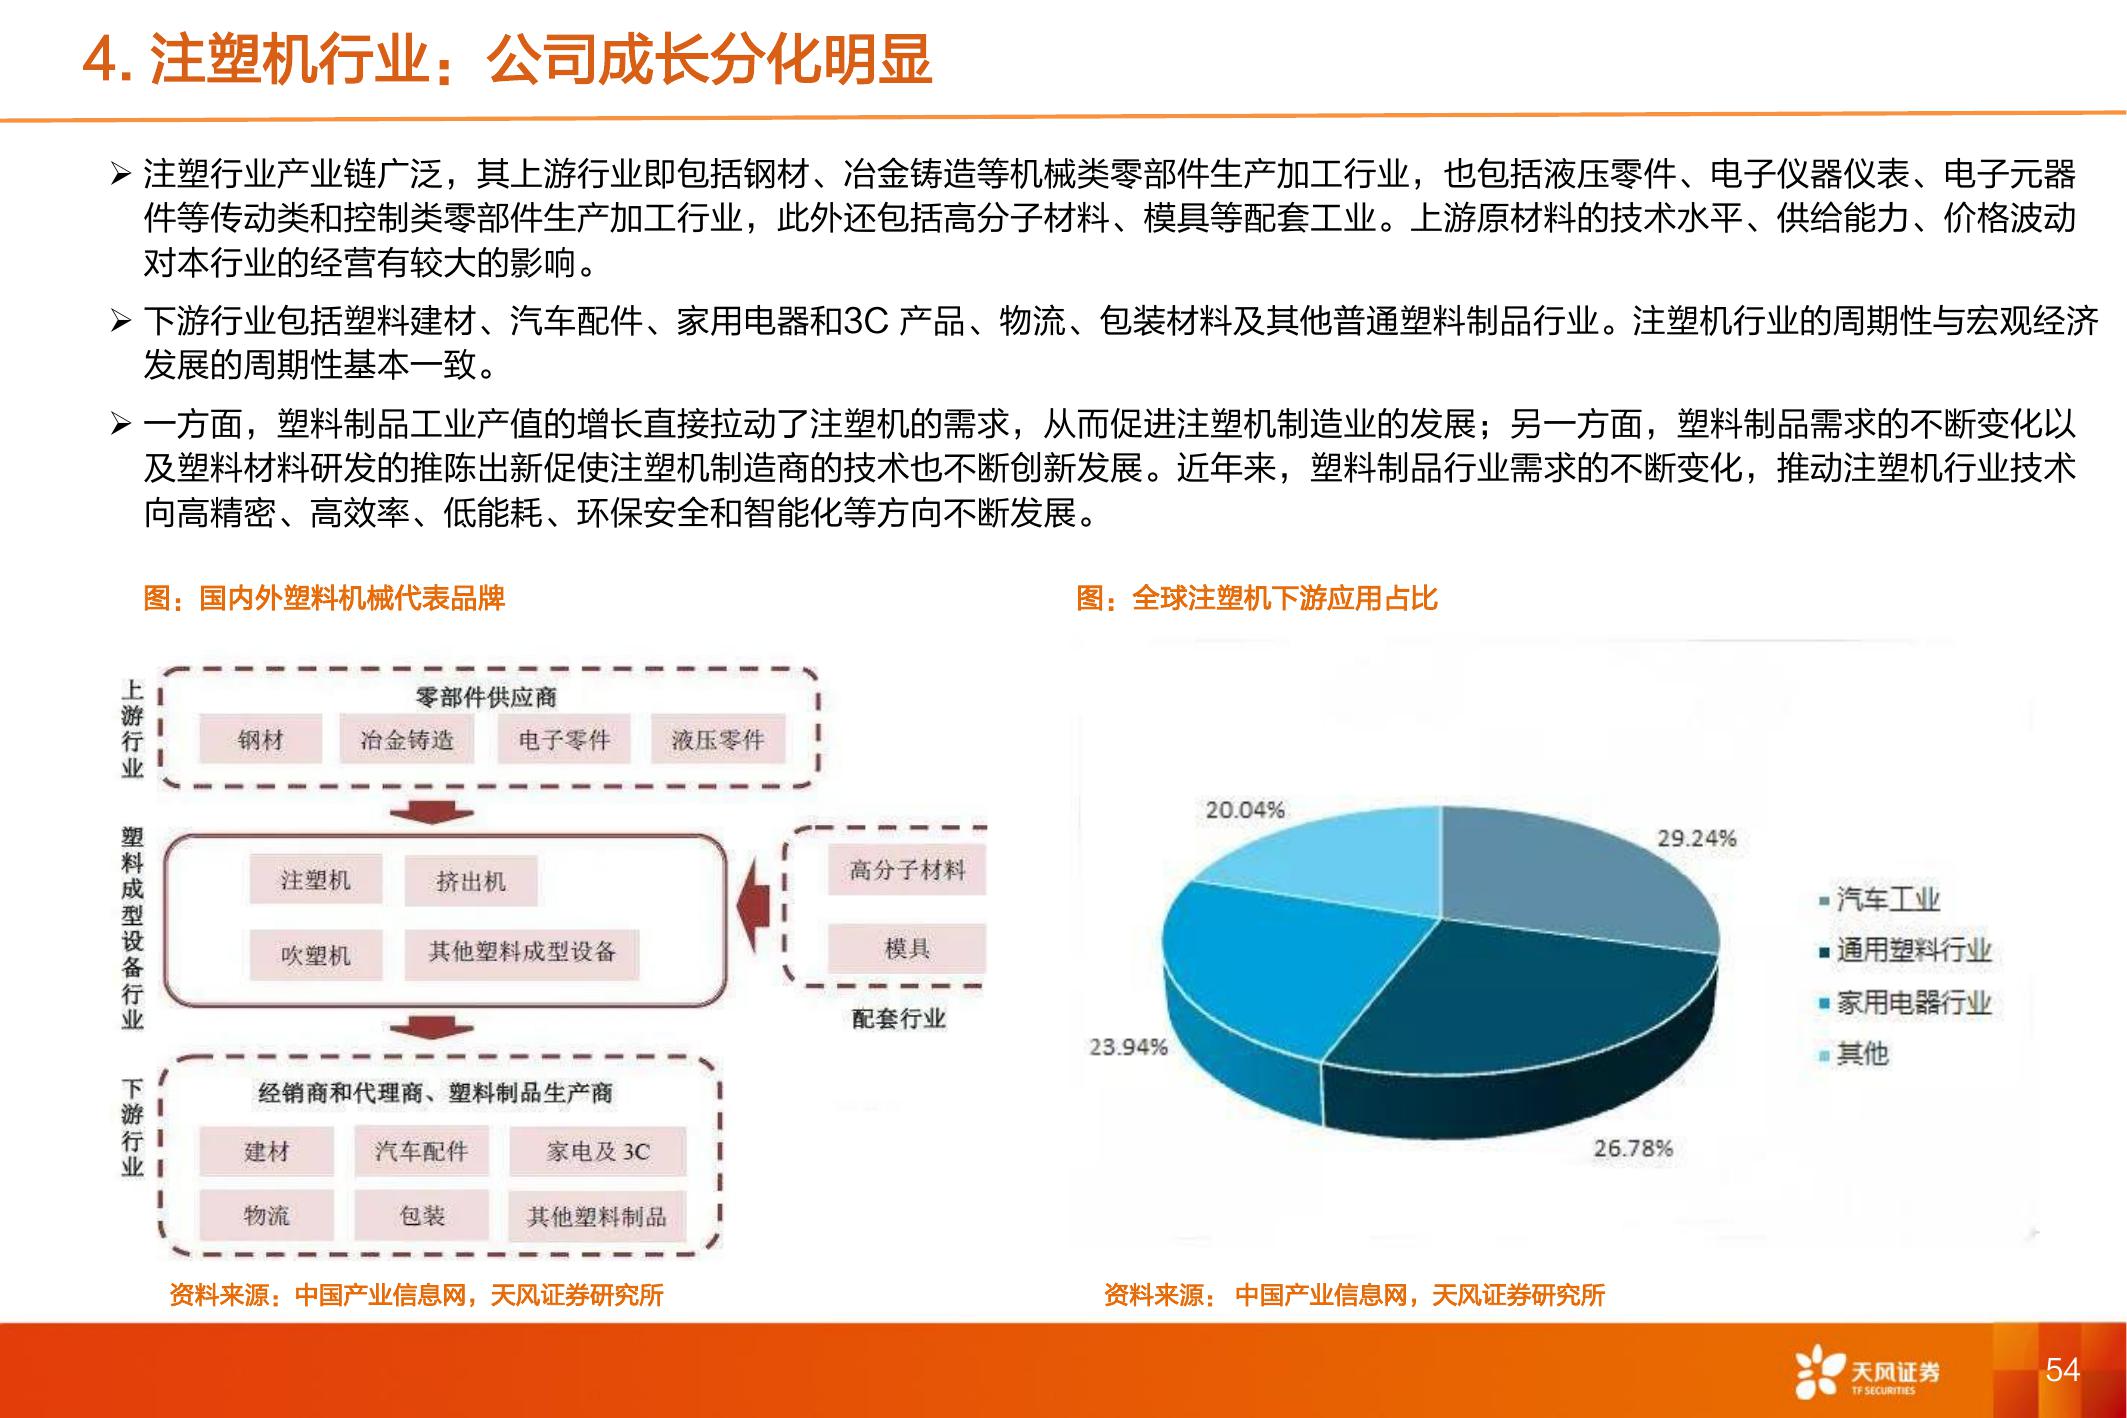 4. 注塑机行业：公司成长分化明显
➢ 注塑行业产业链广泛，其上游行业即包括钢材、冶金铸造等机械类零部件生产加工行业，也包括液压零件、电子仪器仪表、电子元器
件等传动类和控制类零部件生产加工行业，此外还包括高分子材料、模具等配套工业。上游原材料的技术水平、供给能力、价格波动
对本行业的经营有较大的影响。
➢ 下游行业包括塑料建材、汽车配件、家用电器和3C 产品、物流、包装材料及其他普通塑料制品行业。注塑机行业的周期性与宏观经济
发展的周期性基本一致。
➢ 一方面，塑料制品工业产值的增长直接拉动了注塑机的需求，从而促进注塑机制造业的发展；另一方面，塑料制品需求的不断变化以
及塑料材料研发的推陈出新促使注塑机制造商的技术也不断创新发展。近年来，塑料制品行业需求的不断变化，推动注塑机行业技术
向高精密、高效率、低能耗、环保安全和智能化等方向不断发展。
图：国内外塑料机械代表品牌
上游行业
零部件供应商
钢材
冶金铸造
电子零件
液压零件
塑料成型设备行业
注塑机
挤出机
吹塑机
其他塑料成型设备
高分子材料
模具
配套行业
下游行业
经销商和代理商、塑料制品生产商
建材
汽车配件
家电及 3C
物流
包装
其他塑料制品
资料来源：中国产业信息网，天风证券研究所
图：全球注塑机下游应用占比
20.04%
29.24%
23.94%
26.78%
汽车工业
通用塑料行业
家用电器行业
其他
资料来源： 中国产业信息网，天风证券研究所
天风证券
TF SECURITIES
54